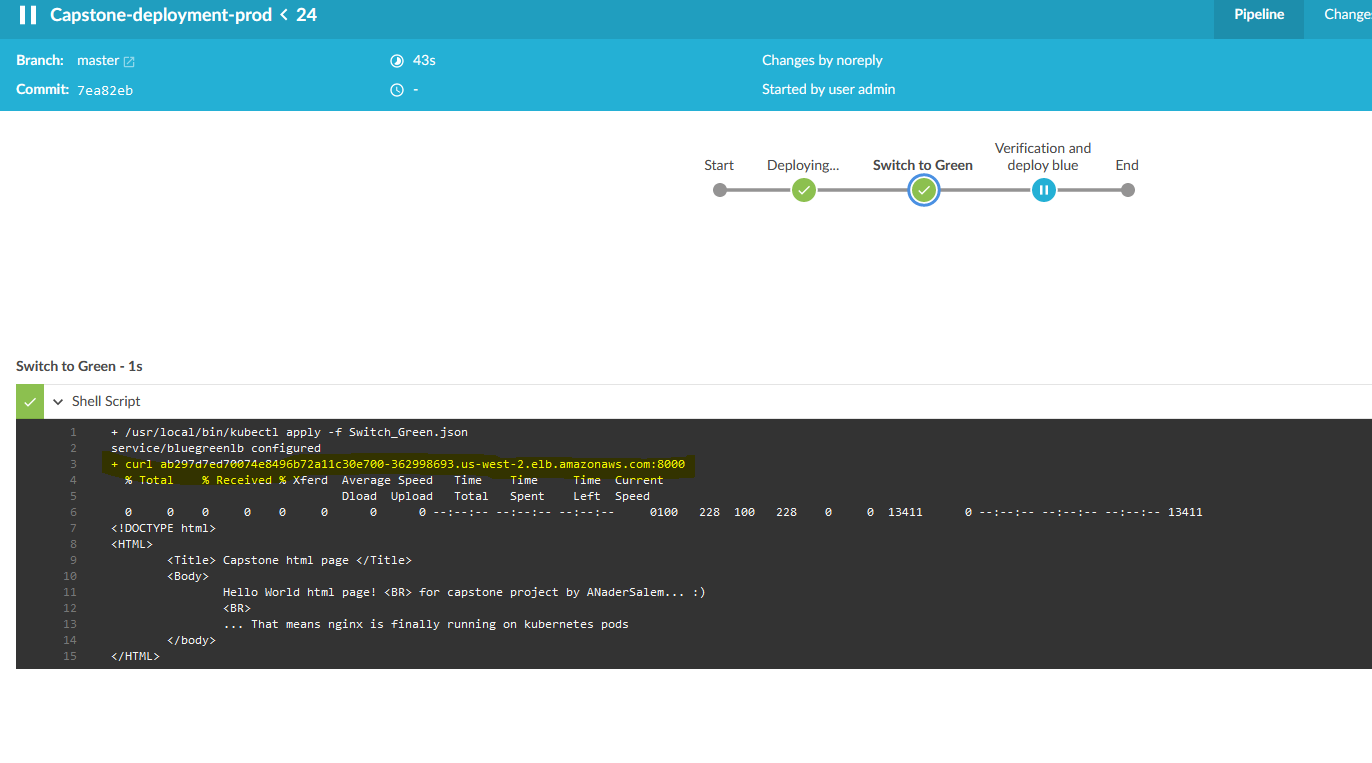 Capstone-deployment-prod < 24
Pipeline Changes
Branch: master 43s Changes by noreply
Commit: 7ea82eb - Started by user admin
Verification and
Start Deploying... Switch to Green deploy blue End
Switch to Green - 1s
Shell Script
1 + /usr/local/bin/kubectl apply -f Switch_Green.json
2 service/bluegreenlb configured
3 + curl ab297d7ed70074e8496b72a11c30e700-362998693.us-west-2.elb.amazonaws.com:8000
4 % Total % Received % Xferd Average Speed Time Time Time Current
5 Dload Upload Total Spent Left Speed
6 0 0 0 0 0 0 0 0 --:--:-- --:--:-- --:--:-- 0100 228 100 228 0 0 13411 0 --:--:-- --:--:-- --:--:-- 13411
7 <!DOCTYPE html>
8 <HTML>
9 <Title> Capstone html page </Title>
10 <Body>
11 Hello World html page! <BR> for capstone project by ANaderSalem... :)
12 <BR>
13 ... That means nginx is finally running on kubernetes pods
14 </body>
15 </HTML>